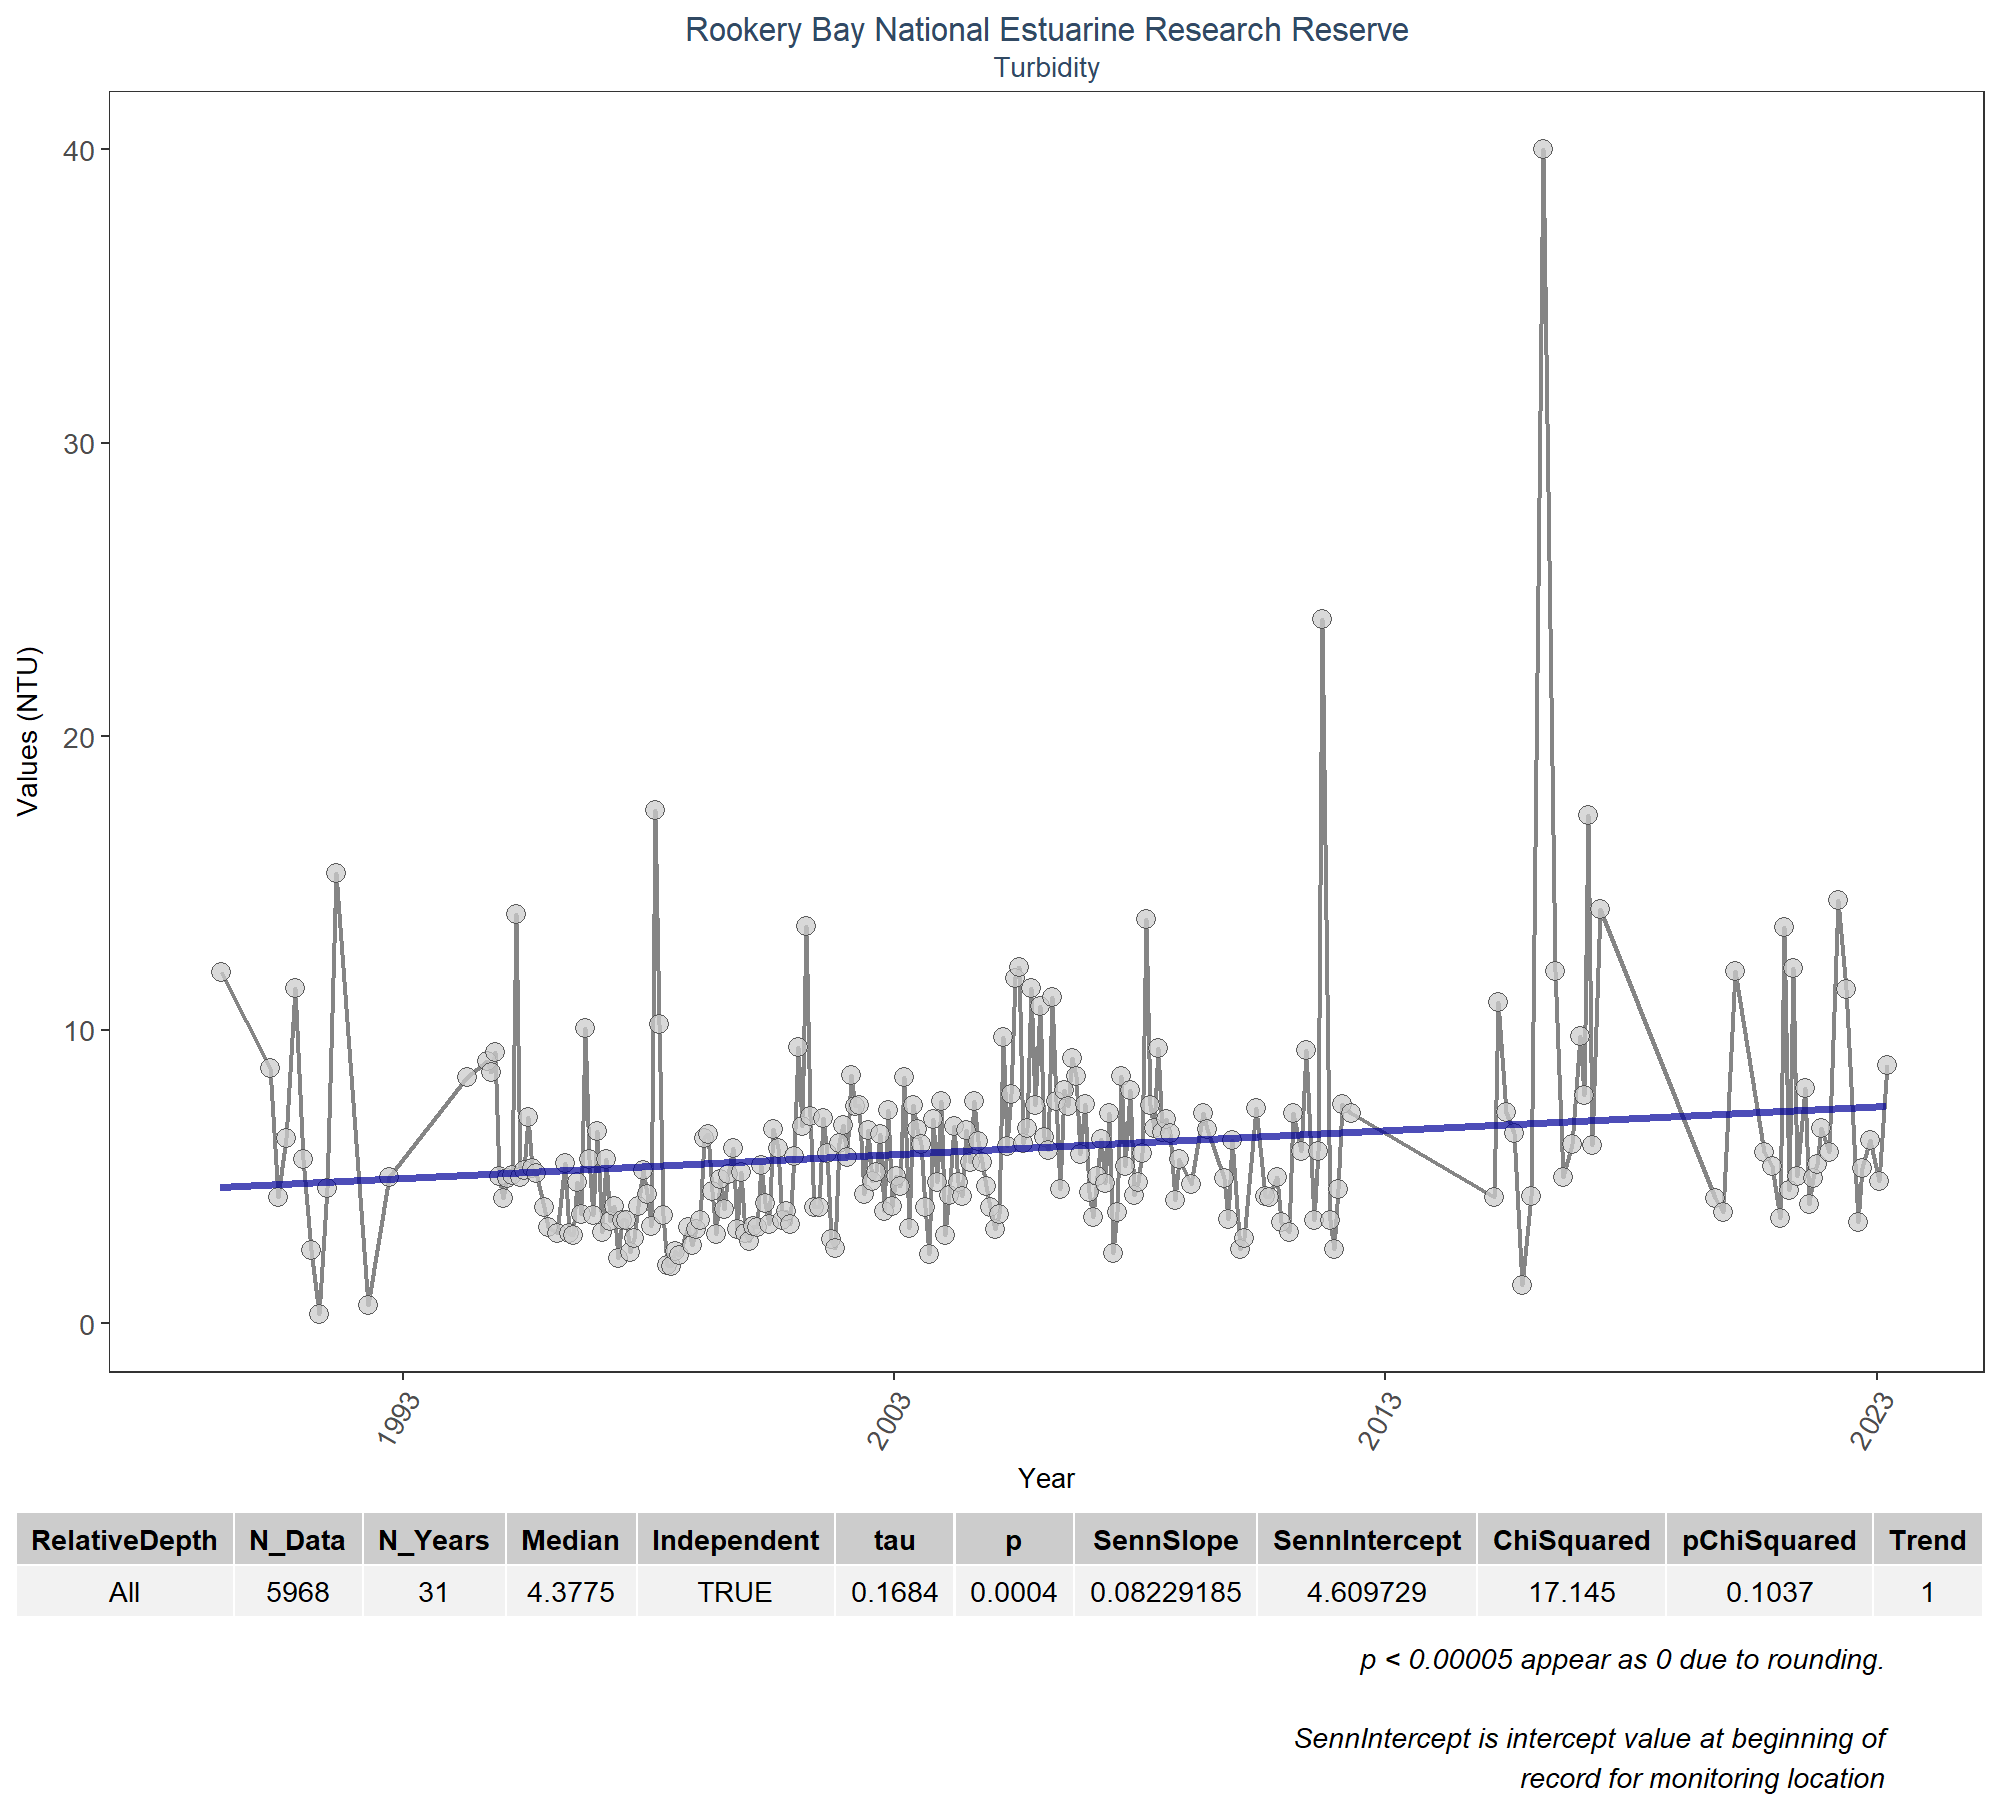 Rookery Bay National Estuarine Research Reserve
Turbidity
Values (NTU)
40
30
20
10
0
1993 2003 2013 2023
Year
RelativeDepth N_Data N_Years Median Independent tau p SennSlope SennIntercept ChiSquared pChiSquared Trend
All 5968 31 4.3775 TRUE 0.1684 0.0004 0.08229185 4.609729 17.145 0.1037 1
p < 0.00005 appear as 0 due to rounding.
SennIntercept is intercept value at beginning of
record for monitoring location